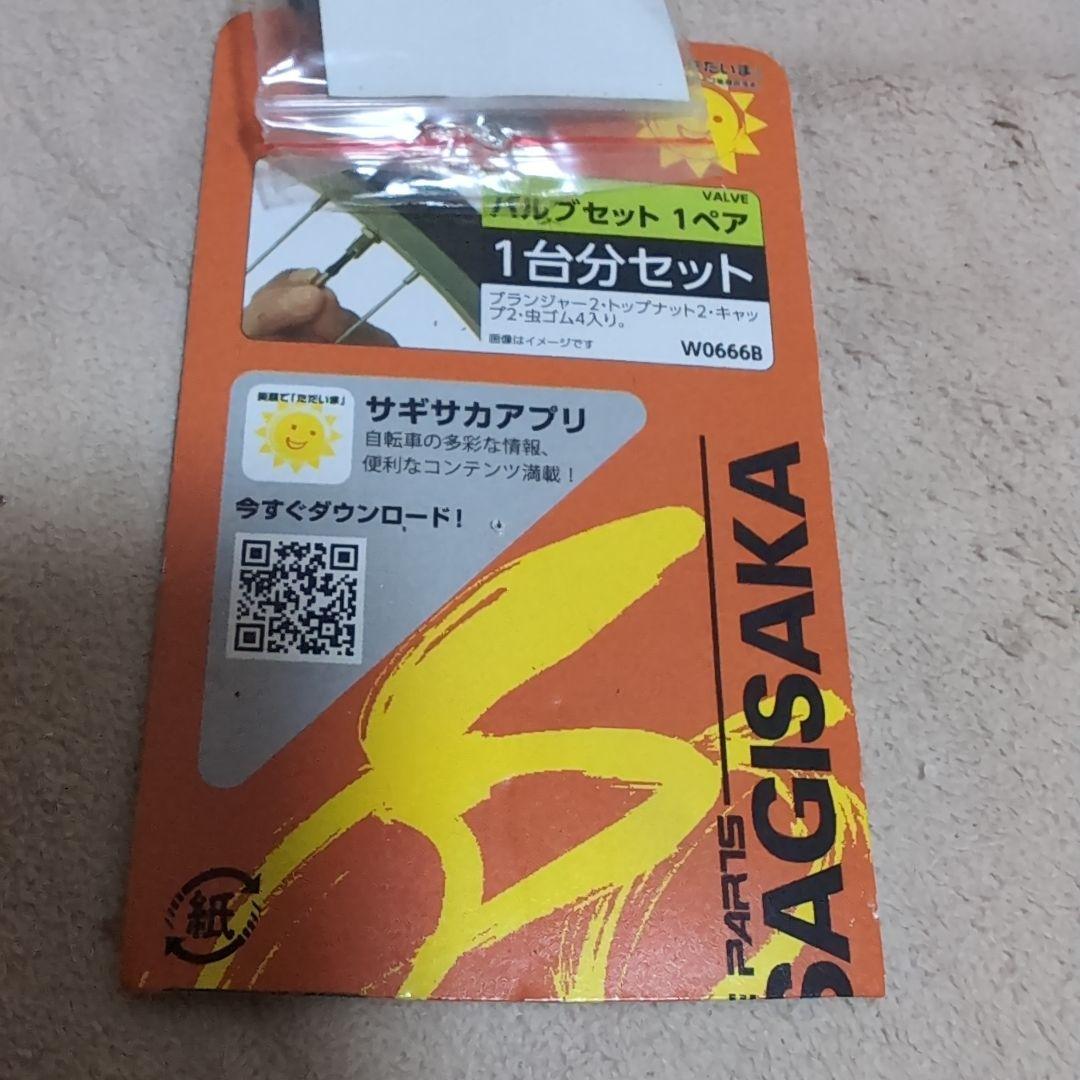 ただいま」
VALVE
バルブセット 1ペア
1台分セット
プランジャー2・トップナット2・キャッ
プ2・虫ゴム4入り。
画像はイメージです
W0666B
笑顔で「ただいま」
サギサカアプリ
自転車の多彩な情報、
便利なコンテンツ満載！
今すぐダウンロード！
PARTS
SAGISAKA
紙